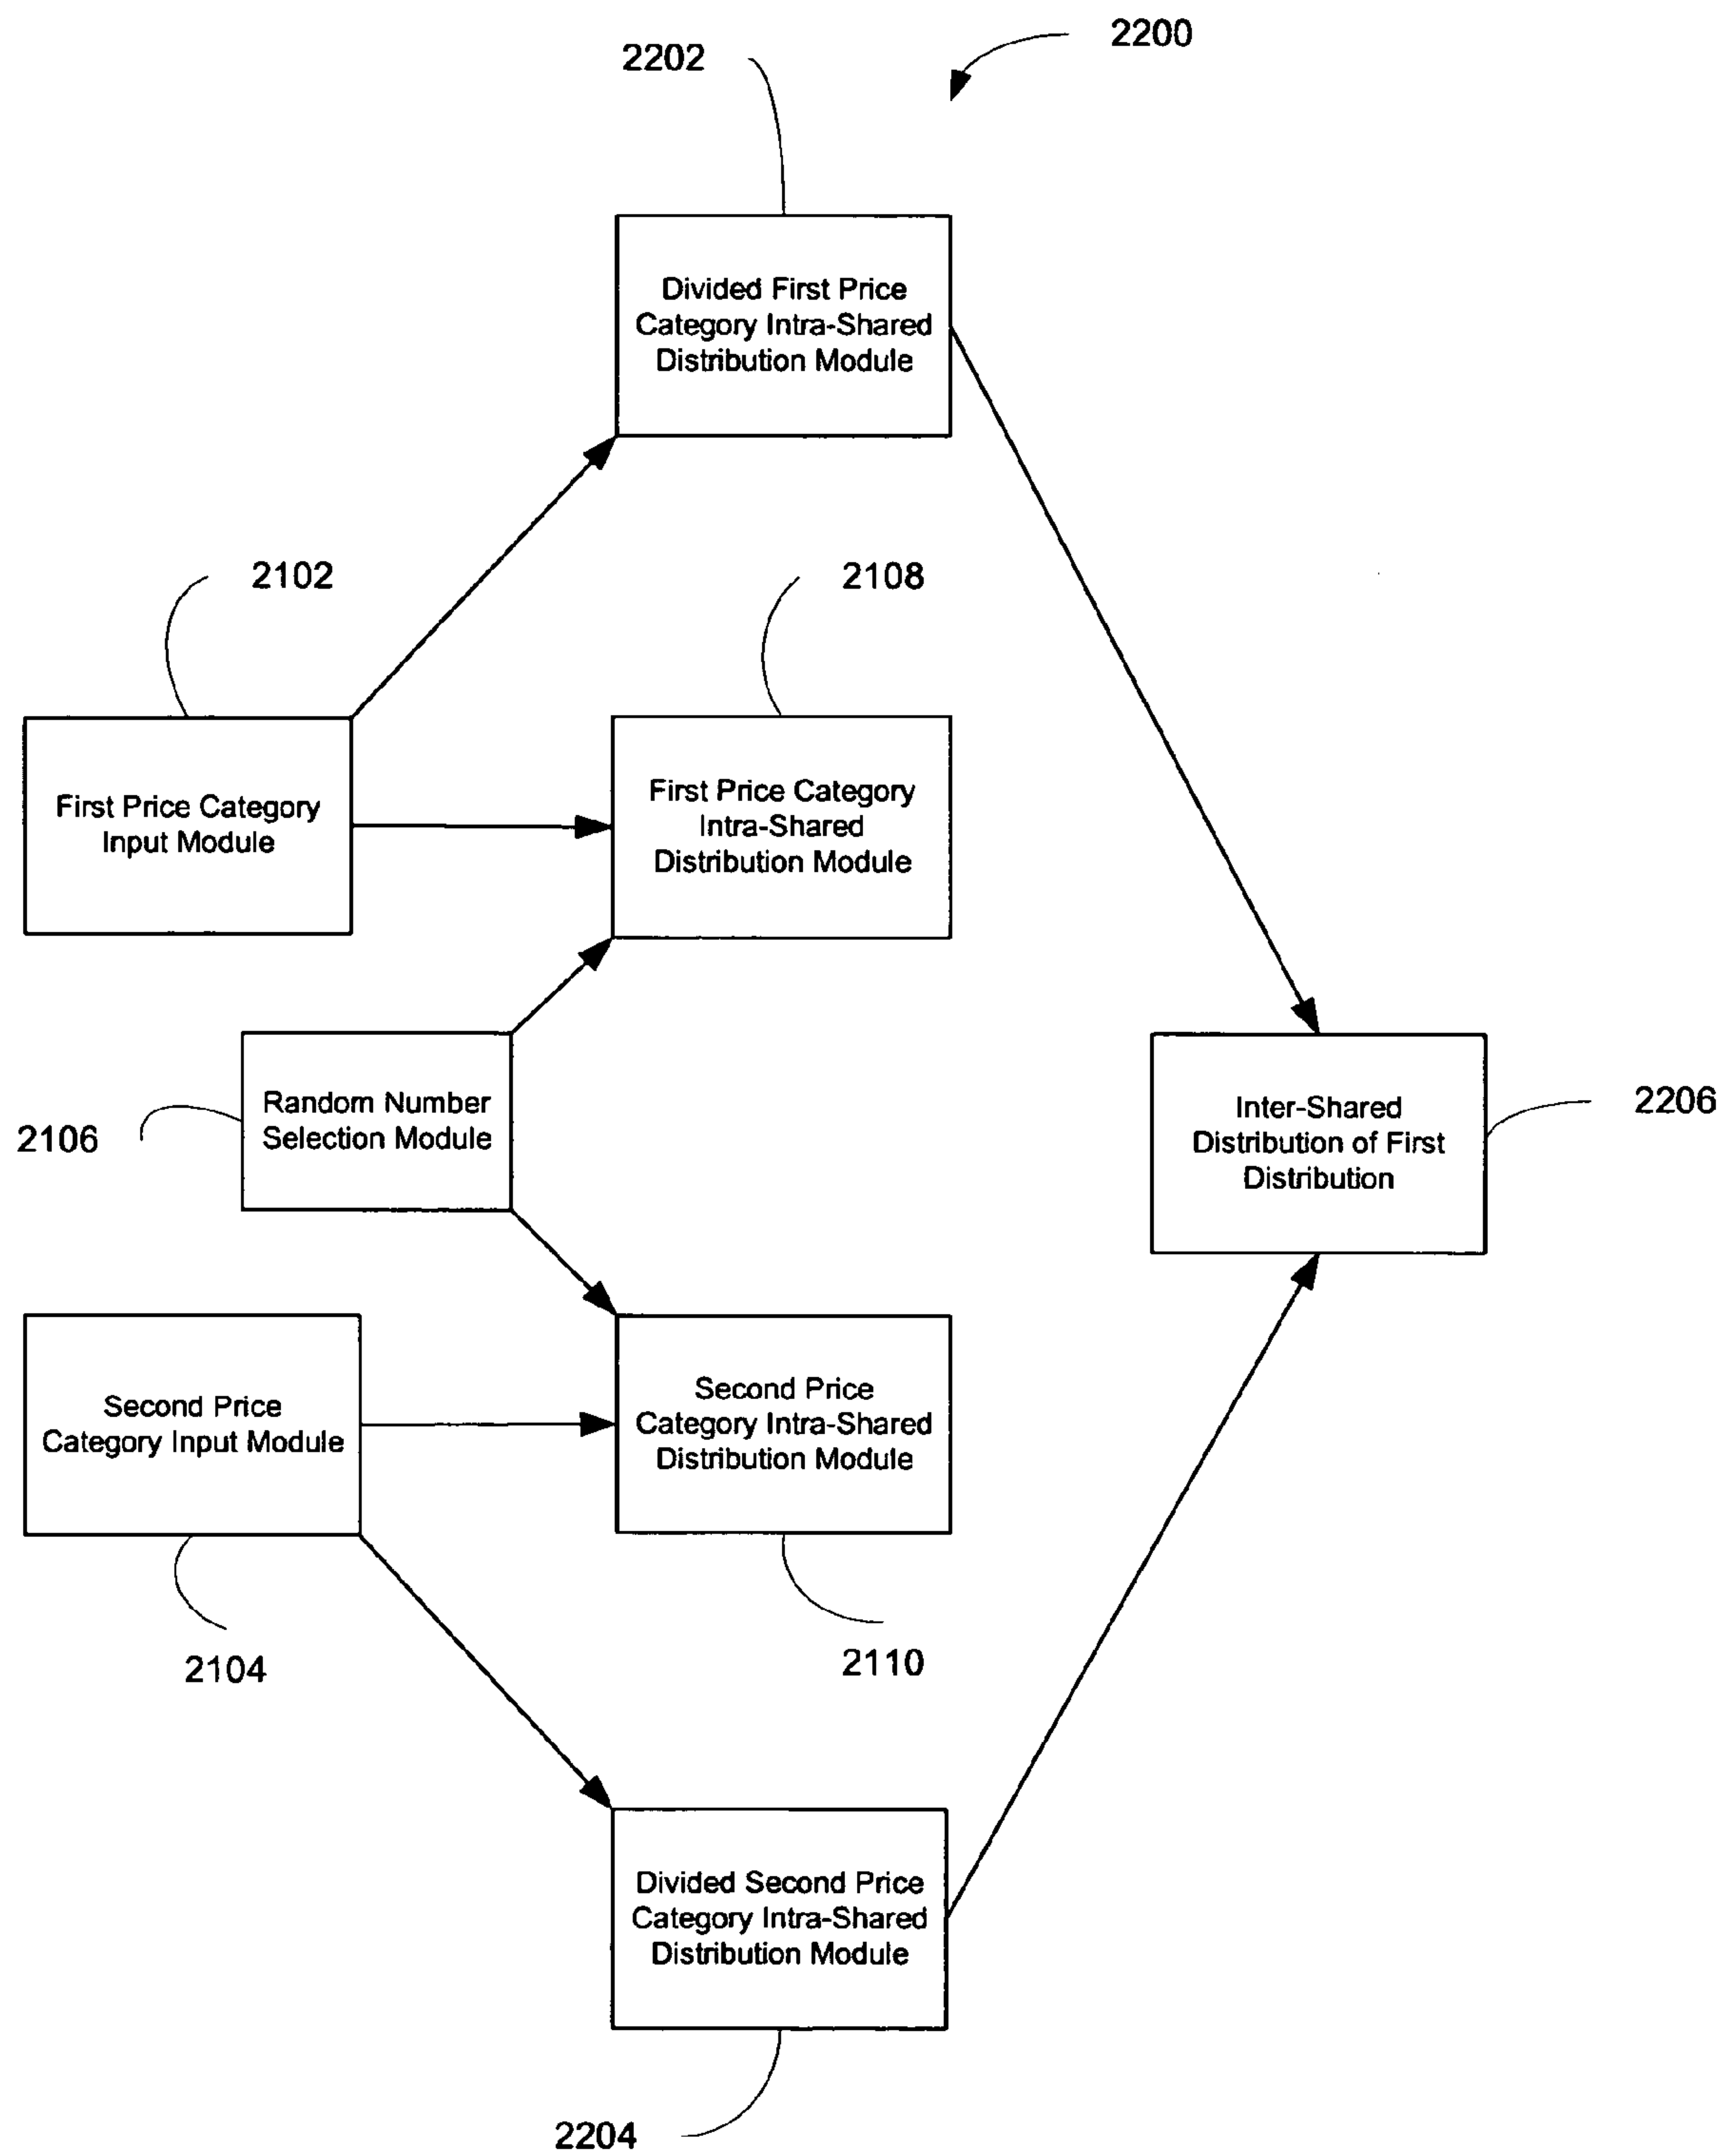 2200
2202
Divided First Price
Category Intra-Shared
Distribution Module
2102
2108
First Price Category
Input Module
First Price Category
Intra-Shared
Distribution Module
2106
Random Number
Selection Module
Inter-Shared
Distribution of First
Distribution
2206
Second Price
Category Input Module
Second Price
Category Intra-Shared
Distribution Module
2104
2110
Divided Second Price
Category Intra-Shared
Distribution Module
2204